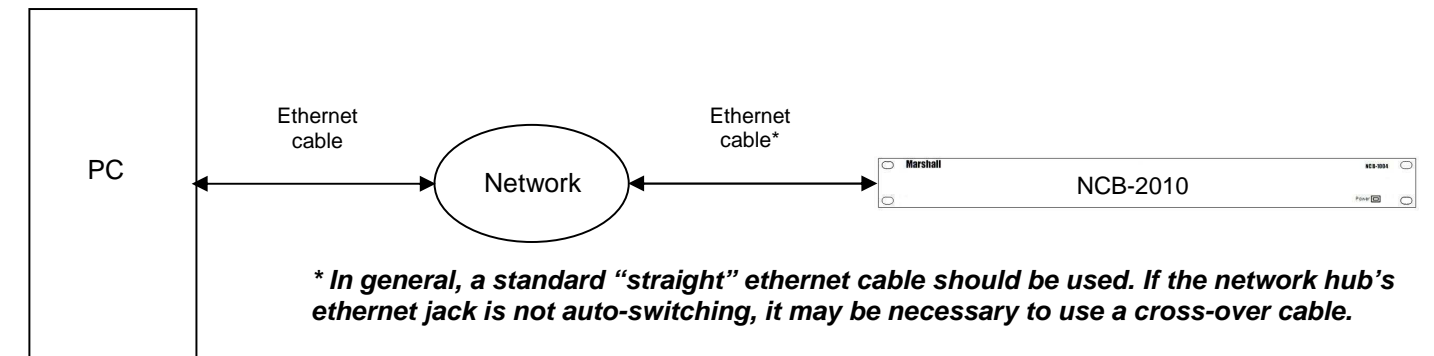 Ethernet
cable
Ethernet
cable*
PC
Network
Marshall
NCB-1004
NCB-2010
Power
* In general, a standard “straight” ethernet cable should be used. If the network hub’s
ethernet jack is not auto-switching, it may be necessary to use a cross-over cable.